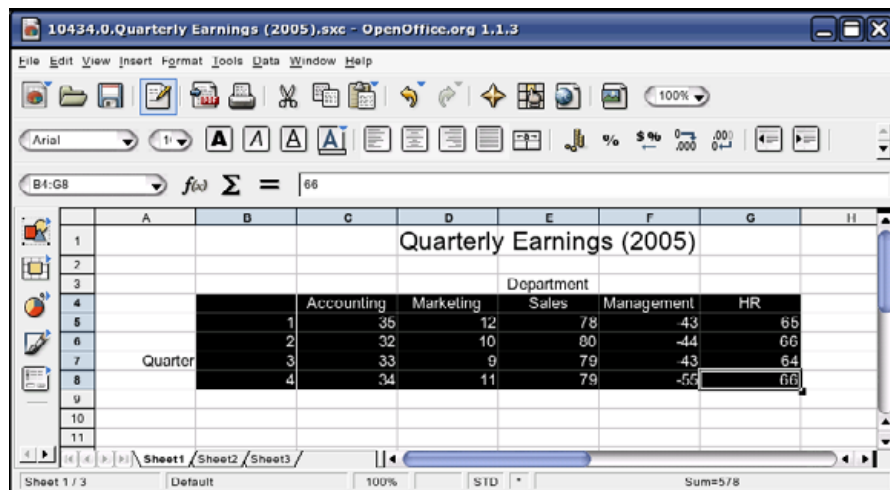 10434,0,Quarterly Earnings (2005).sxc - OpenOffice.org 1.1.3
File Edit View Insert Format Tools Data Window Help
100%
Arial
A A A A % $% 0 .000 .000
B4:G8 f(x) Σ = 66
A B C D E F G H
1 Quarterly Earnings (2005)
2
3 Department
4 Accounting Marketing Sales Management HR
5 1 35 12 78 -43 65
6 2 32 10 80 -44 66
7 Quarter 3 33 9 79 -43 64
8 4 34 11 79 -55 66
9
10
11
Sheet1 Sheet2 Sheet3
Sheet 1 / 3 Default 100% STD * Sum=578